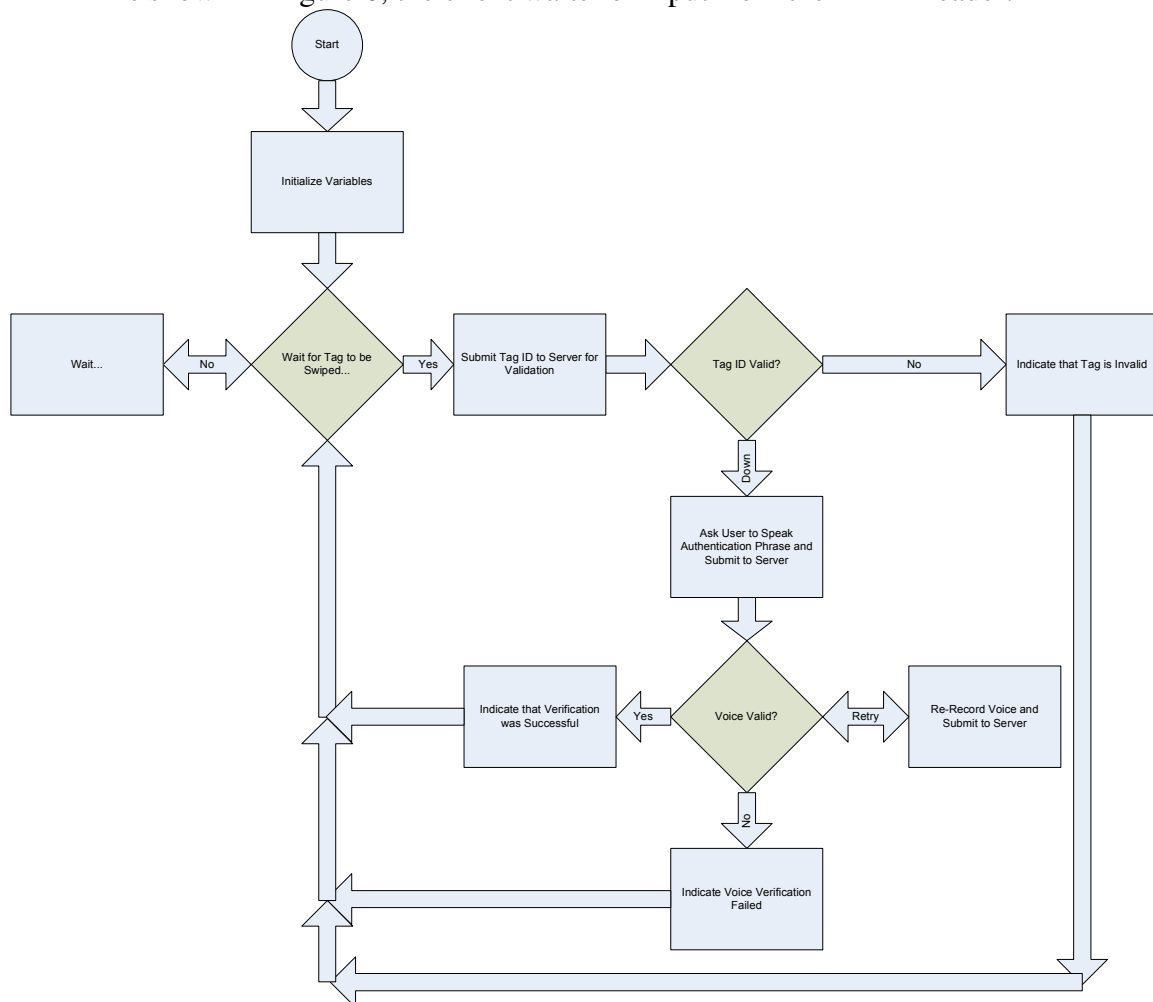 Start
Initialize Variables
Wait...
No
Wait for Tag to be
Swiped...
Yes
Submit Tag ID to Server for
Validation
Tag ID Valid?
No
Indicate that Tag is Invalid
Down
Ask User to Speak
Authentication Phrase and
Submit to Server
Indicate that Verification
was Successful
Yes
Voice Valid?
Retry
Re-Record Voice and
Submit to Server
No
Indicate Voice Verification
Failed